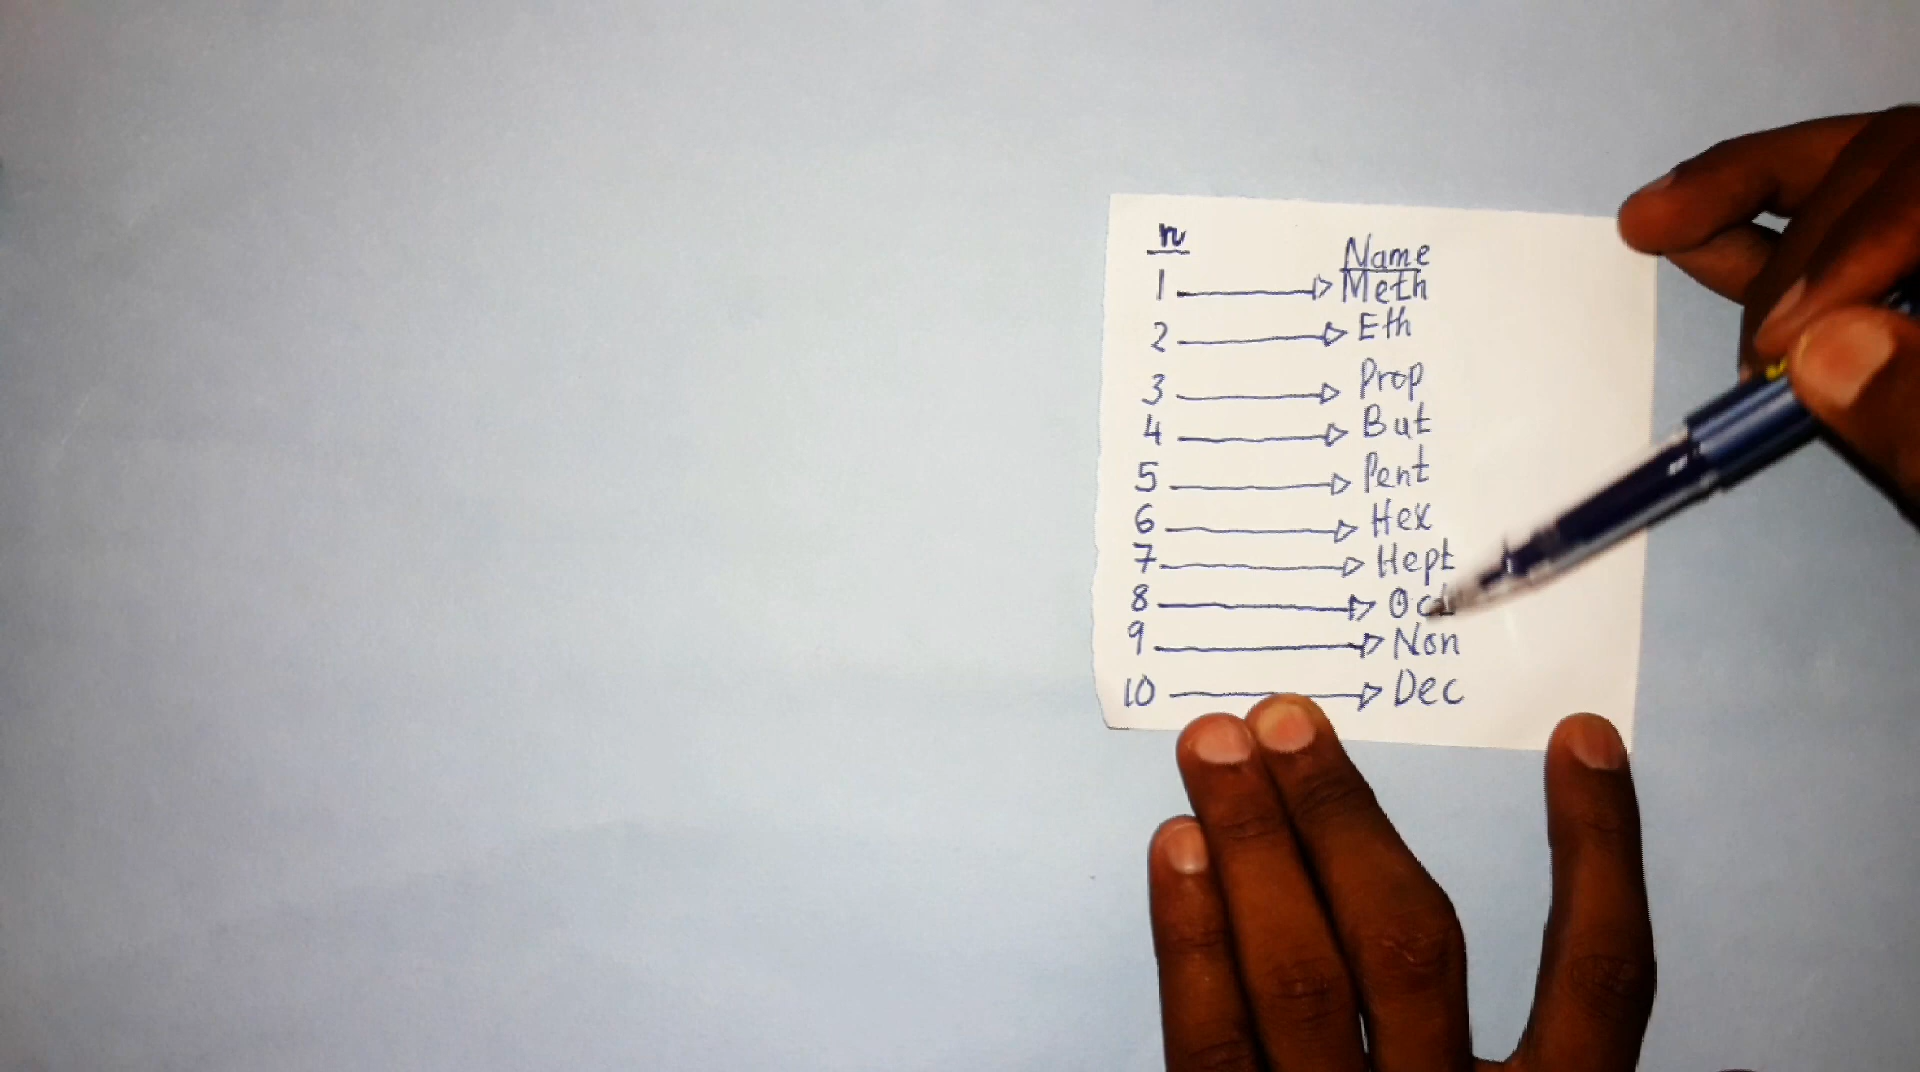 n Name
1 Meth
2 Eth
3 Prop
4 But
5 Pent
6 Hex
7 Hept
8 Oct
9 Non
10 Dec